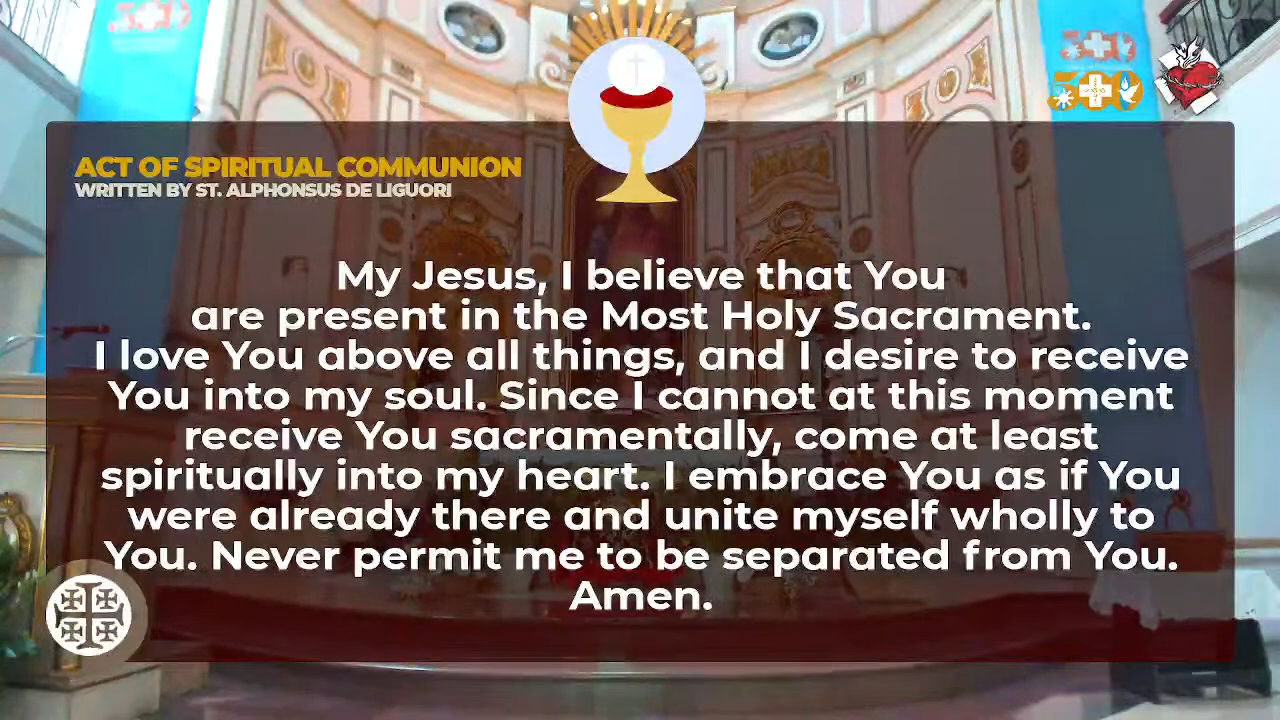 ACT OF SPIRITUAL COMMUNION
WRITTEN BY ST. ALPHONSUS DE LIGUORI
My Jesus, I believe that You
are present in the Most Holy Sacrament.
I love You above all things, and I desire to receive
You into my soul. Since I cannot at this moment
receive You sacramentally, come at least
spiritually into my heart. I embrace You as if You
were already there and unite myself wholly to
You. Never permit me to be separated from You.
Amen.